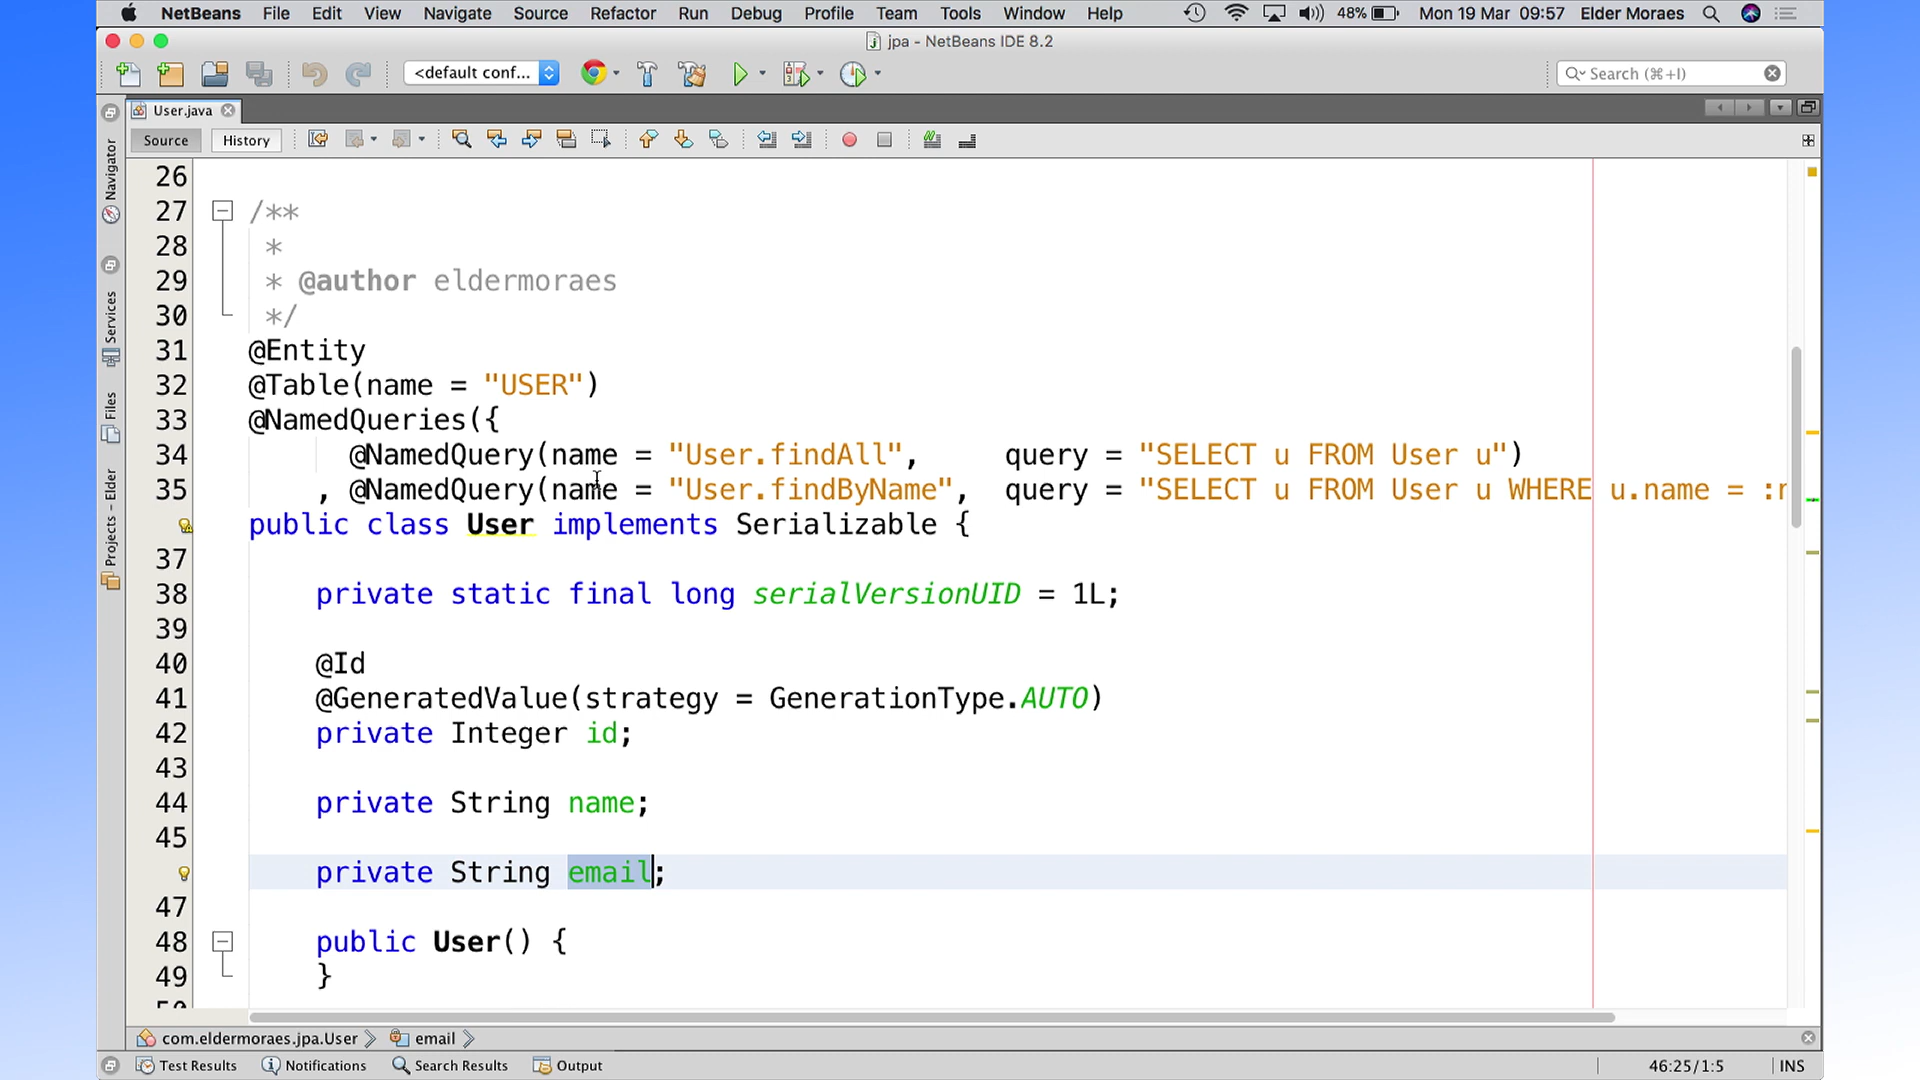 NetBeans File Edit View Navigate Source Refactor Run Debug Profile Team Tools Window Help 48% Mon 19 Mar 09:57 Elder Moraes
jpa - NetBeans IDE 8.2
<default conf... Search (⌘+I)
User.java
Source History
Navigator
Services
Files
Projects – Elder
26
27 /**
28 *
29 * @author eldermoraes
30 */
31 @Entity
32 @Table(name = "USER")
33 @NamedQueries({
34 @NamedQuery(name = "User.findAll", query = "SELECT u FROM User u")
35 , @NamedQuery(name = "User.findByName", query = "SELECT u FROM User u WHERE u.name = :n
public class User implements Serializable {
37
38 private static final long serialVersionUID = 1L;
39
40 @Id
41 @GeneratedValue(strategy = GenerationType.AUTO)
42 private Integer id;
43
44 private String name;
45
private String email;
47
48 public User() {
49 }
com.eldermoraes.jpa.User email
Test Results Notifications Search Results Output 46:25/1:5 INS